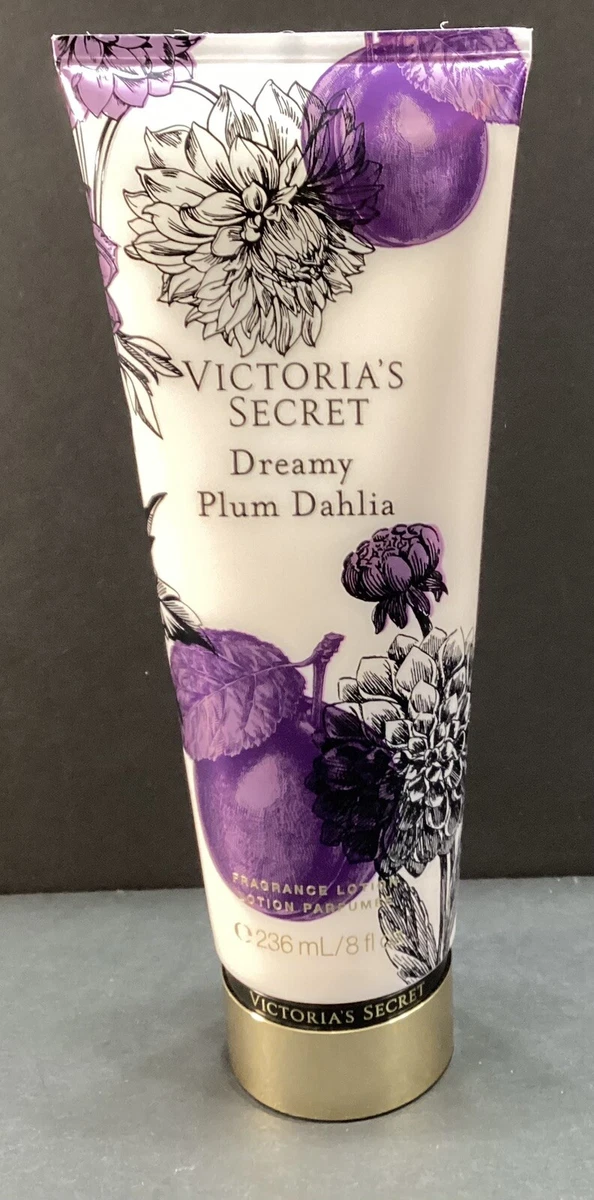 VICTORIA'S
SECRET
Dreamy
Plum Dahlia
FRAGRANCE LOTION
LOTION PARFUMÉE
℮ 236 mL/8 fl oz
VICTORIA'S SECRET